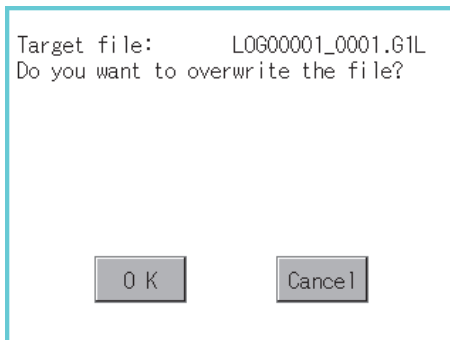 Target file: LOG00001_0001.G1L
Do you want to overwrite the file?
OK Cancel